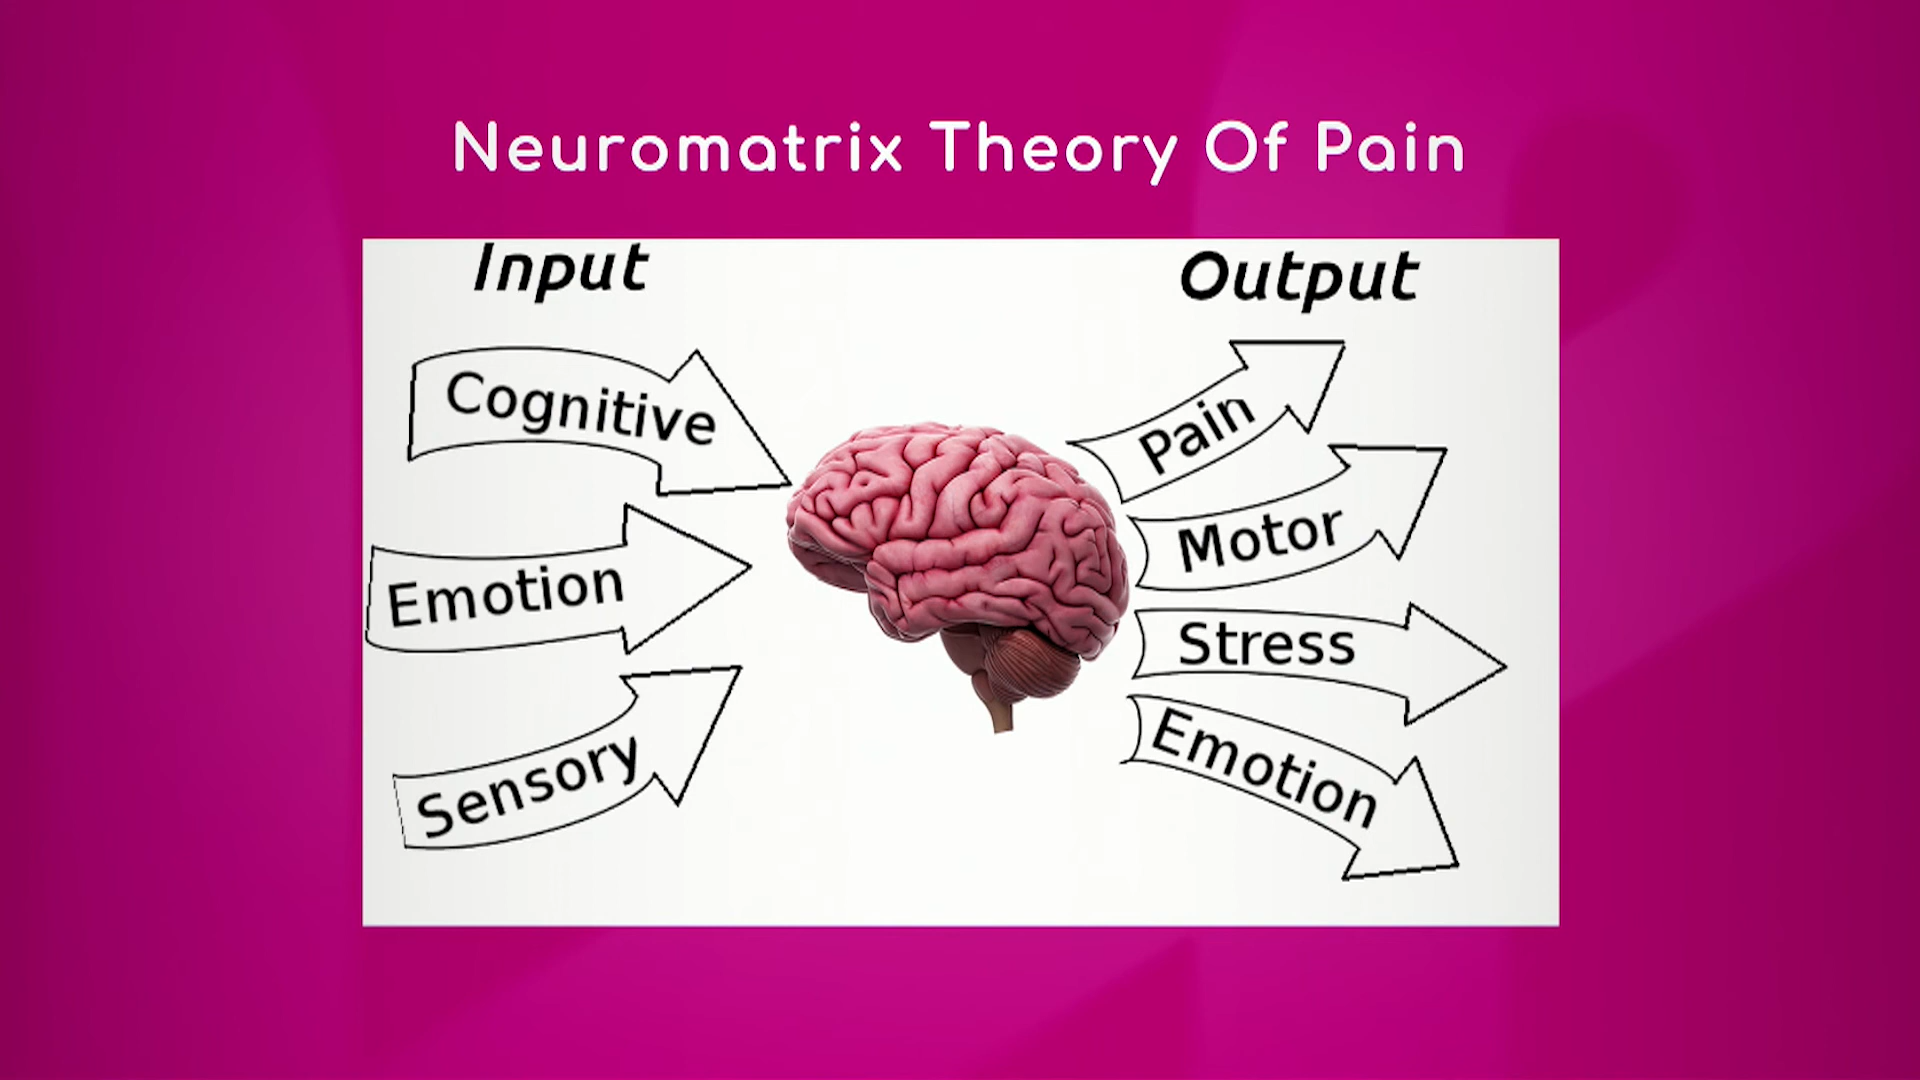 Neuromatrix Theory Of Pain
Input
Output
Cognitive
Emotion
Sensory
Pain
Motor
Stress
Emotion